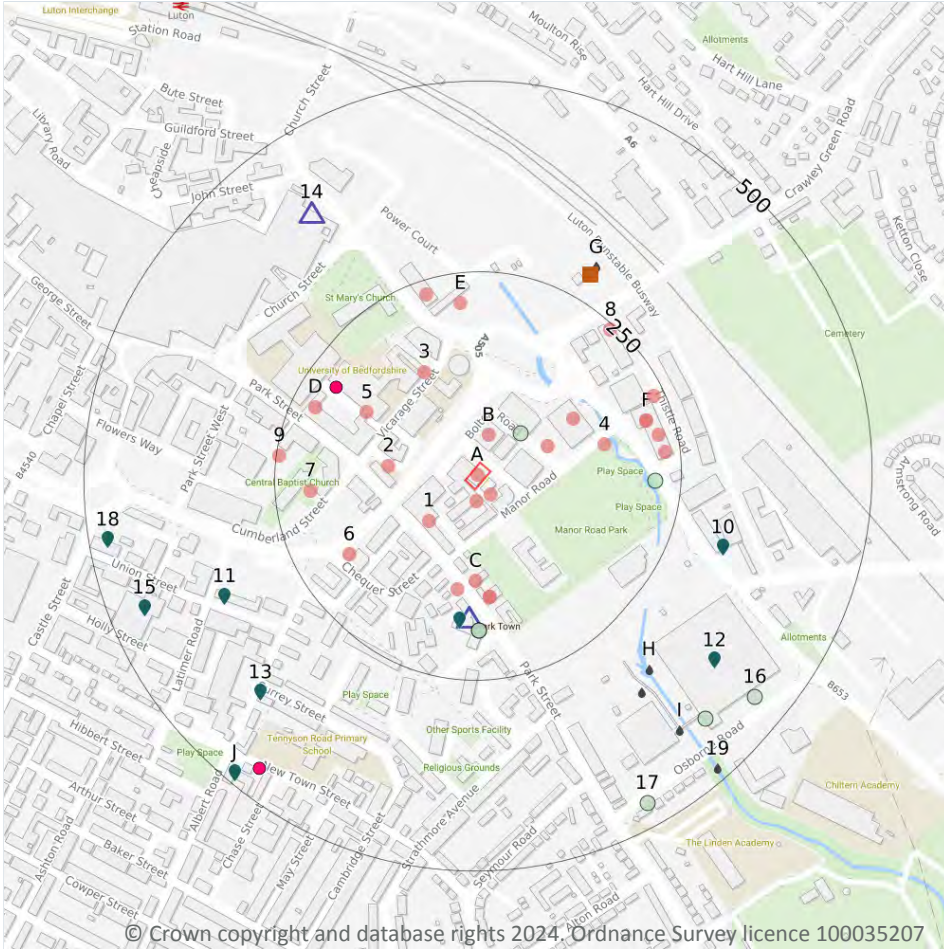 Luton Interchange
Luton
Station Road
Moulton Rise
Allotments
Hart Hill Lane
Hart Hill Drive
Bute Street
Church Street
Guildford Street
Library Road
Cheapside
John Street
A6
Crawley Green Road
500
14
Power Court
Luton Dunstable Busway
G
Ketton Close
Church Street
St Mary's Church
E
George Street
8
250
Cemetery
A505
3
University of Bedfordshire
D
5
Park Street
Vicarage Street
F
Chapel Street
Flowers Way
Park Street West
B
4
9
2
A
B4540
7
Central Baptist Church
Manor Road
Play Space
Play Space
Armstrong Road
Cumberland Street
1
Manor Road Park
18
6
10
Chequer Street
C
Union Street
11
15
Castle Street
Holly Street
Latimer Road
Park Street
H
12
Allotments
13
16
B653
Surrey Street
Play Space
I
Hibbert Street
Other Sports Facility
Osborne Road
19
Tennyson Road Primary
School
Play Space
J
New Town Street
Religious Grounds
17
Chiltern Academy
Arthur Street
Albert Road
Chase Street
Strathmore Avenue
Ashton Road
Baker Street
May Street
Cambridge Street
Seymour Road
The Linden Academy
Cowper Street
© Crown copyright and database rights 2024. Ordnance Survey licence 100035207